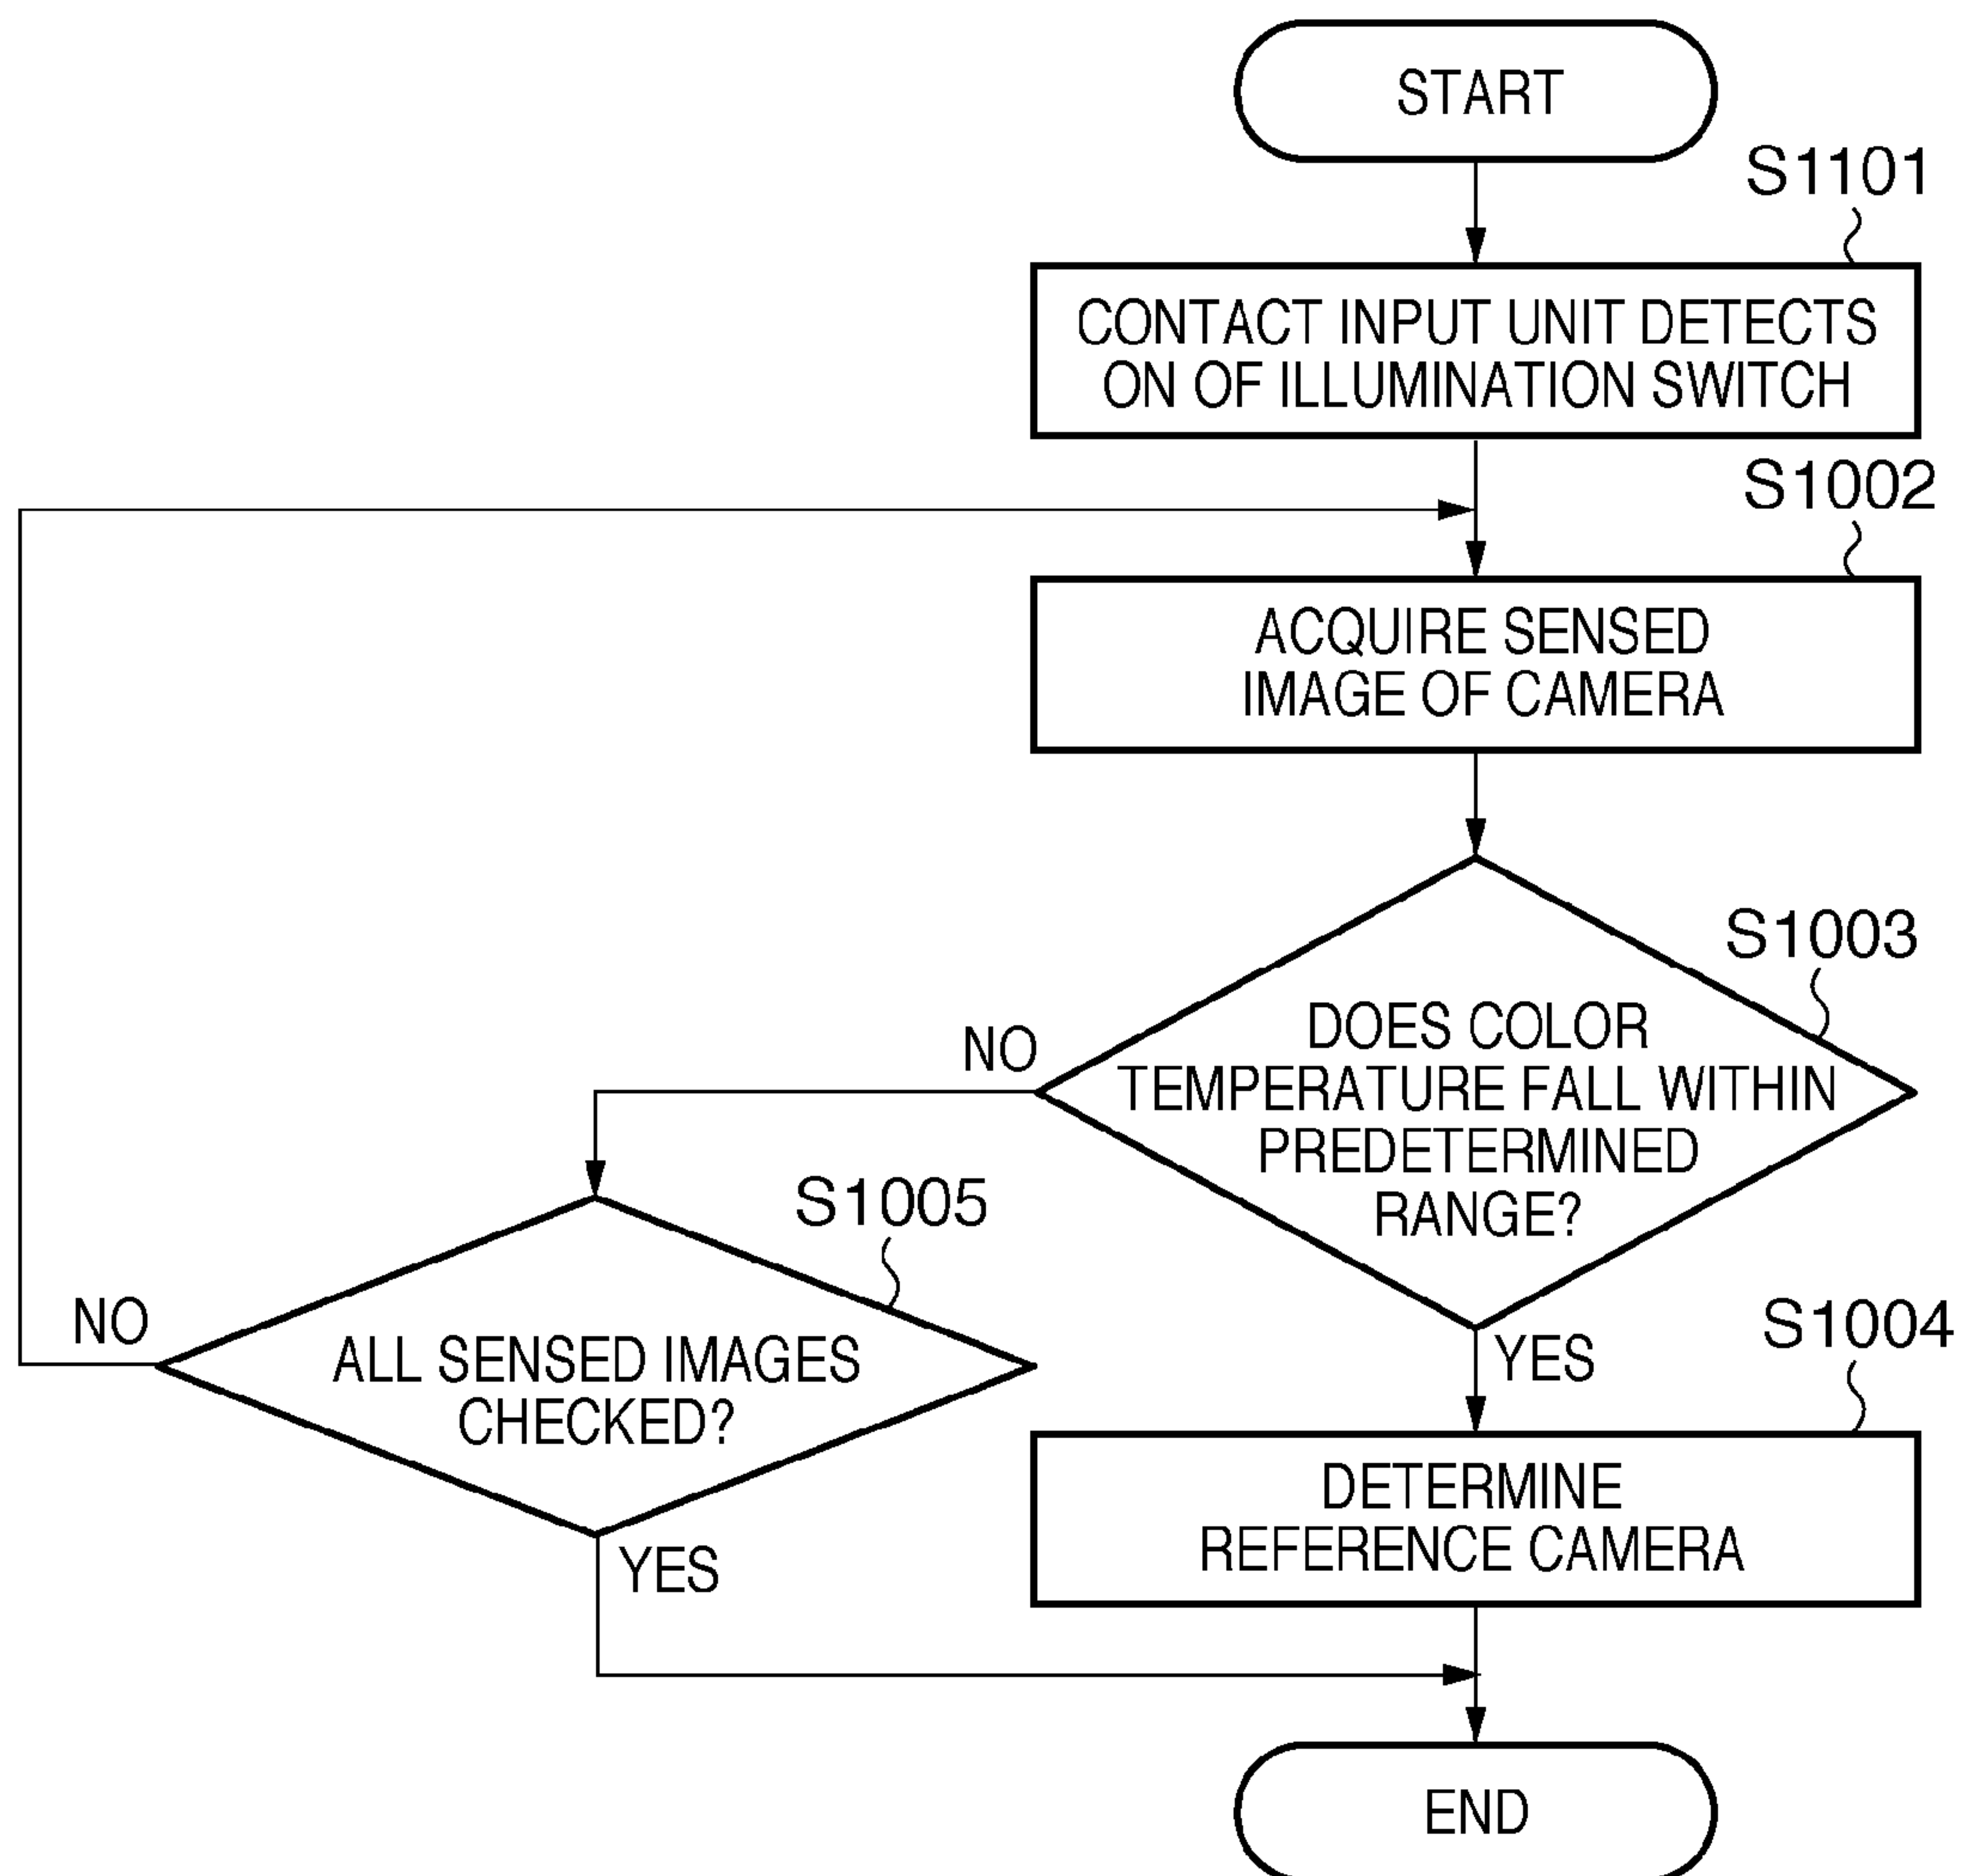 START
S1101
CONTACT INPUT UNIT DETECTS
ON OF ILLUMINATION SWITCH
S1002
ACQUIRE SENSED
IMAGE OF CAMERA
S1003
DOES COLOR
TEMPERATURE FALL WITHIN
PREDETERMINED
RANGE?
NO
S1005
ALL SENSED IMAGES
CHECKED?
NO
YES
YES
S1004
DETERMINE
REFERENCE CAMERA
END